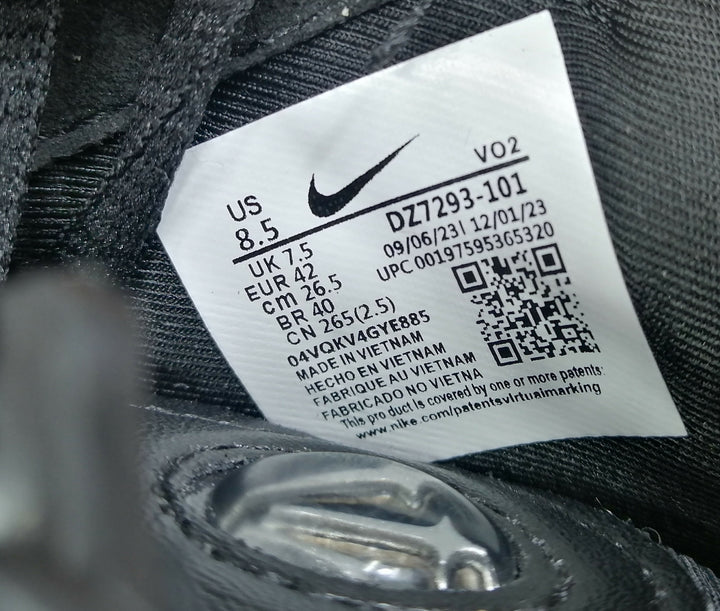 VO2
US
8.5
DZ7293-101
UK 7.5
09/06/23| 12/01/23
EUR 42
UPC 00197595365320
cm 26.5
BR 40
CN 265(2.5)
04VQKV4GYE885
MADE IN VIETNAM
HECHO EN VIETNAM
FABRIQUE AU VIETNAM
FABRICADO NO VIETNA
This product is covered by one or more patents:
www.nike.com/patentsvirtualmarking